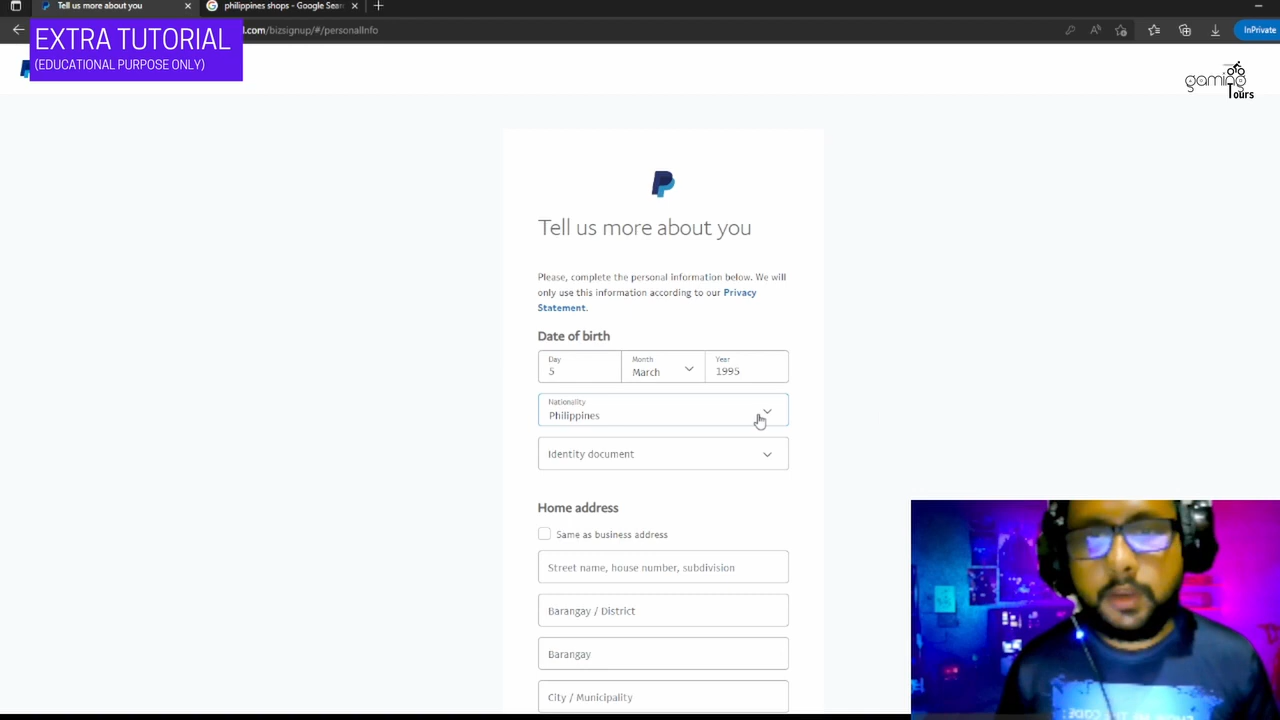 Tell us more about you
philippines shops - Google Sear
.com/bizsignup/#/personalInfo
InPrivate
EXTRA TUTORIAL
(EDUCATIONAL PURPOSE ONLY)
gaming
Tours
Tell us more about you
Please, complete the personal information below. We will
only use this information according to our Privacy
Statement.
Date of birth
Day
5
Month
March
Year
1995
Nationality
Philippines
Identity document
Home address
Same as business address
Street name, house number, subdivision
Barangay / District
Barangay
City / Municipality